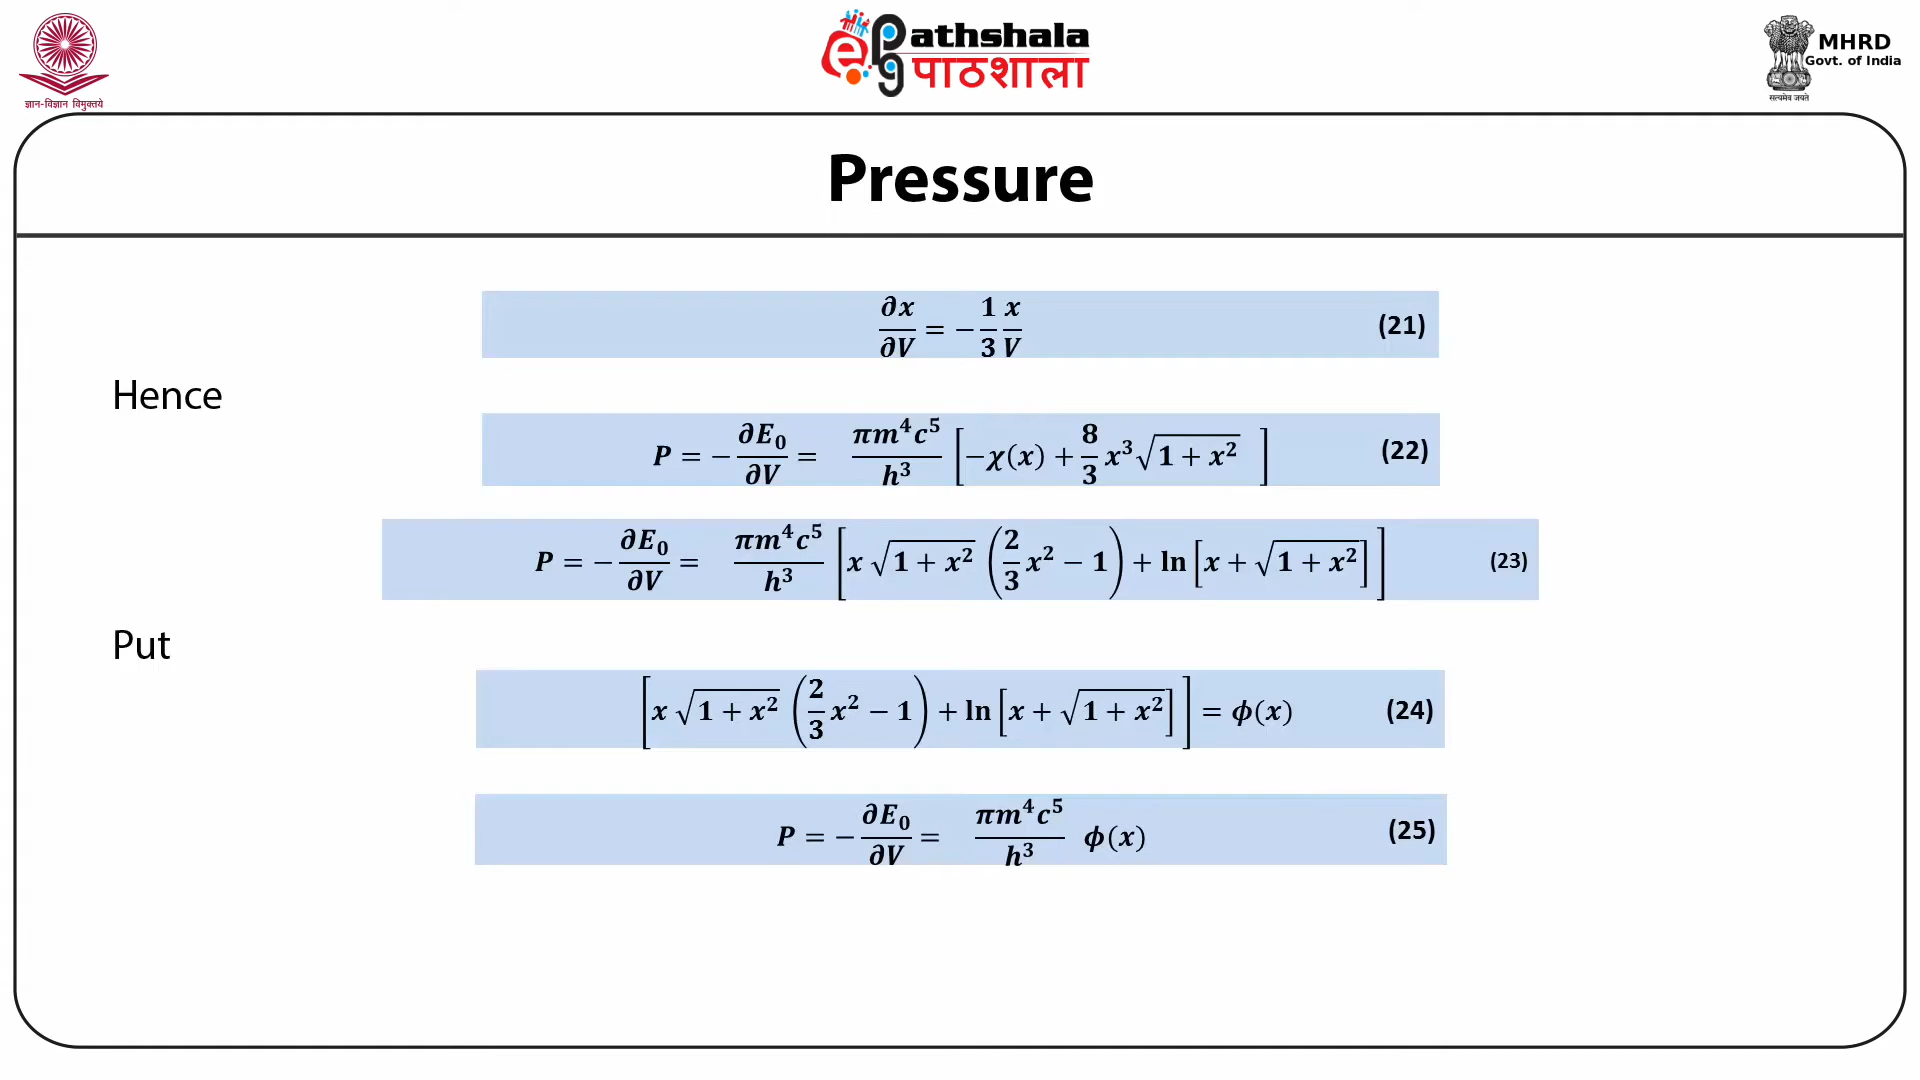 ज्ञान-विज्ञान विमुक्तये
ePG Pathshala
पाठशाला
MHRD
Govt. of India
सत्यमेव जयते
Pressure
∂x/∂V = −(1/3)(x/V) (21)
Hence
P = −∂E₀/∂V = πm⁴c⁵/h³ [−χ(x) + (8/3) x³√(1 + x²) ] (22)
P = −∂E₀/∂V = πm⁴c⁵/h³ [x √(1 + x²) ((2/3)x² − 1) + ln[x + √(1 + x²)]] (23)
Put
[x √(1 + x²) ((2/3)x² − 1) + ln[x + √(1 + x²)]] = ϕ(x) (24)
P = −∂E₀/∂V = πm⁴c⁵/h³ ϕ(x) (25)